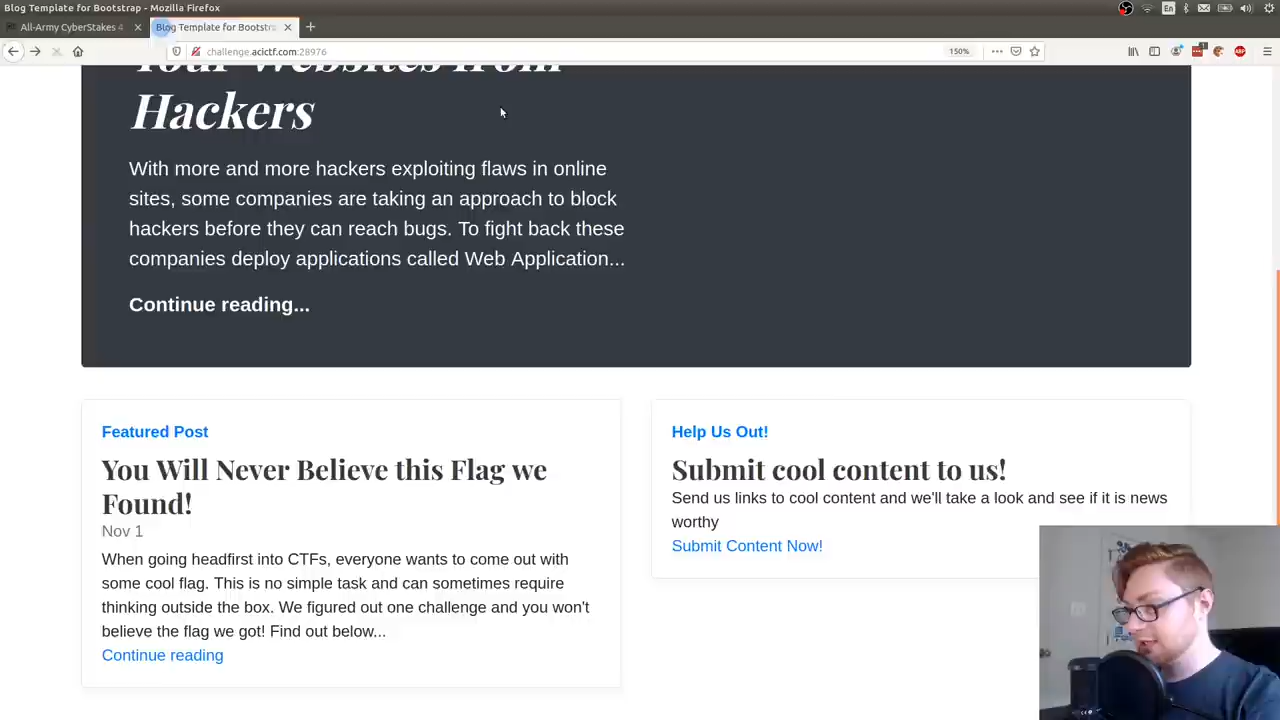 Blog Template for Bootstrap - Mozilla Firefox
En
All-Army CyberStakes 4
Blog Template for Bootstra
challenge.acictf.com:28976
150%
Your Websites from
Hackers
With more and more hackers exploiting flaws in online
sites, some companies are taking an approach to block
hackers before they can reach bugs. To fight back these
companies deploy applications called Web Application...
Continue reading...
Featured Post
You Will Never Believe this Flag we
Found!
Nov 1
When going headfirst into CTFs, everyone wants to come out with
some cool flag. This is no simple task and can sometimes require
thinking outside the box. We figured out one challenge and you won't
believe the flag we got! Find out below...
Continue reading
Help Us Out!
Submit cool content to us!
Send us links to cool content and we'll take a look and see if it is news
worthy
Submit Content Now!